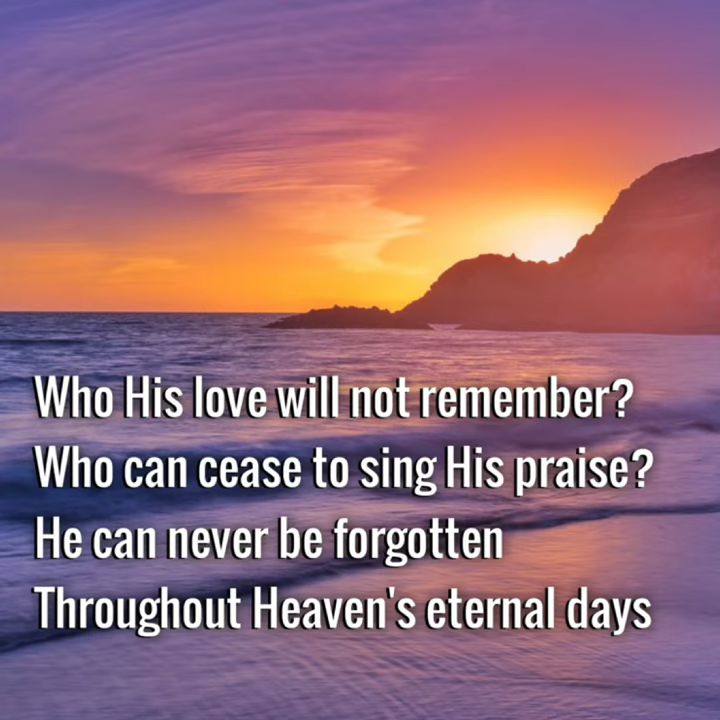 Who His love will not remember?
Who can cease to sing His praise?
He can never be forgotten
Throughout Heaven's eternal days